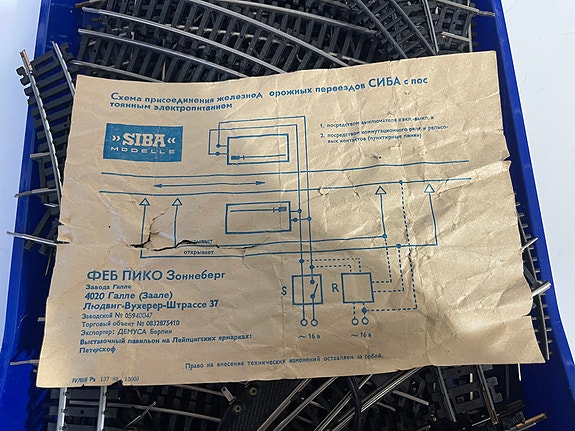 Схема присоединения железнод орожных переездов СИБА с пос
тоянным электропитанием
»SIBA«
MODELLE
1. посредством выключателя «вкл.-выкл.»
2. посредством коммутационного реле и рельсо-
вых контактов (пунктирные линии)
открывает
S
R
~ 16 в
~ 16 в
ФЕБ ПИКО Зоннеберг
Завода Галле
4020 Галле (Заале)
Людвиг-Вухерер-Штрассе 37
Заводской № 05940047
Торговый объект № 0832875410
Экспортер: ДЕМУСА Берлин
Выставочный павильон на Лейпцигских ярмарках:
Петерсхоф
Право на внесение технических изменений оставляем за собой.